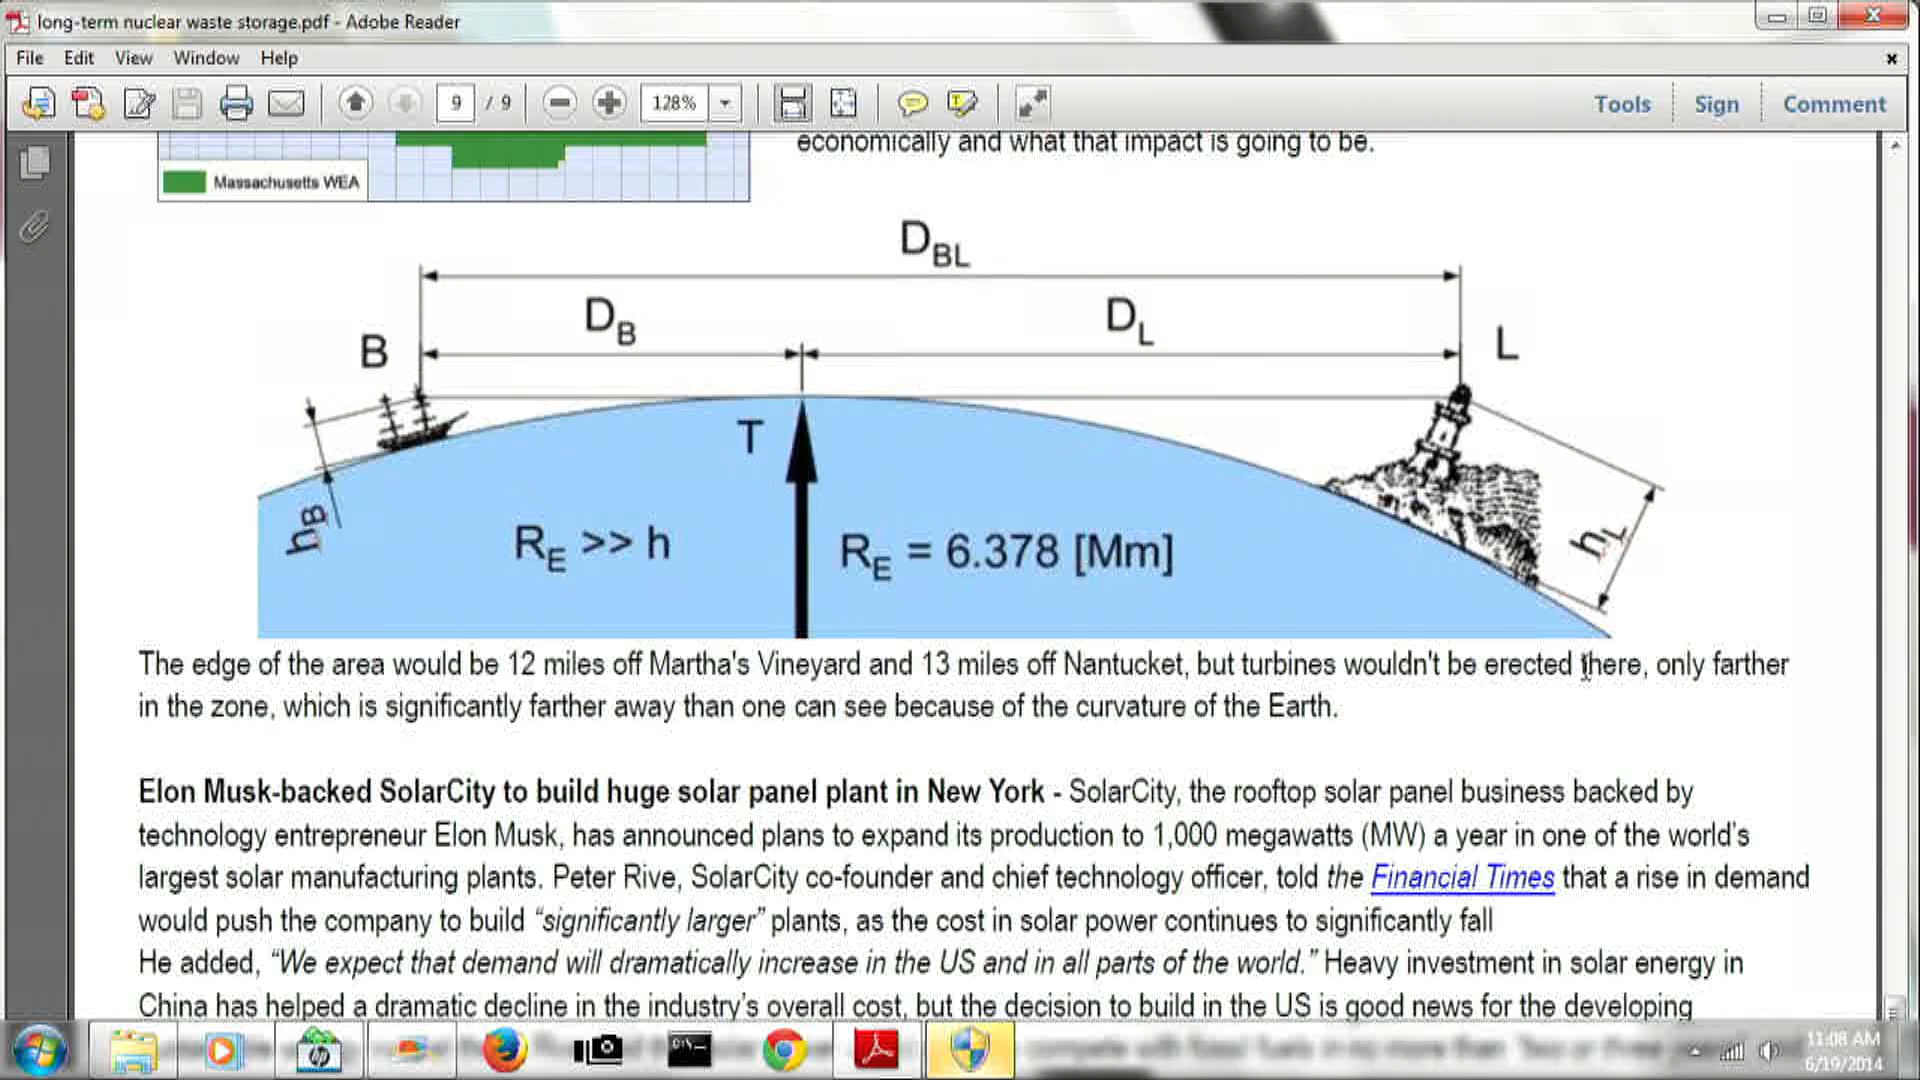 long-term nuclear waste storage.pdf - Adobe Reader
File Edit View Window Help
9 / 9 128% Tools Sign Comment
economically and what that impact is going to be.
Massachusetts WEA
DBL
DB DL
B L
T
hB
RE >> h RE = 6.378 [Mm]
hL
The edge of the area would be 12 miles off Martha's Vineyard and 13 miles off Nantucket, but turbines wouldn't be erected there, only farther
in the zone, which is significantly farther away than one can see because of the curvature of the Earth.
Elon Musk-backed SolarCity to build huge solar panel plant in New York - SolarCity, the rooftop solar panel business backed by
technology entrepreneur Elon Musk, has announced plans to expand its production to 1,000 megawatts (MW) a year in one of the world's
largest solar manufacturing plants. Peter Rive, SolarCity co-founder and chief technology officer, told the Financial Times that a rise in demand
would push the company to build “significantly larger” plants, as the cost in solar power continues to significantly fall
He added, “We expect that demand will dramatically increase in the US and in all parts of the world.” Heavy investment in solar energy in
China has helped a dramatic decline in the industry's overall cost, but the decision to build in the US is good news for the developing
hp
C:\
11:08 AM
6/19/2014